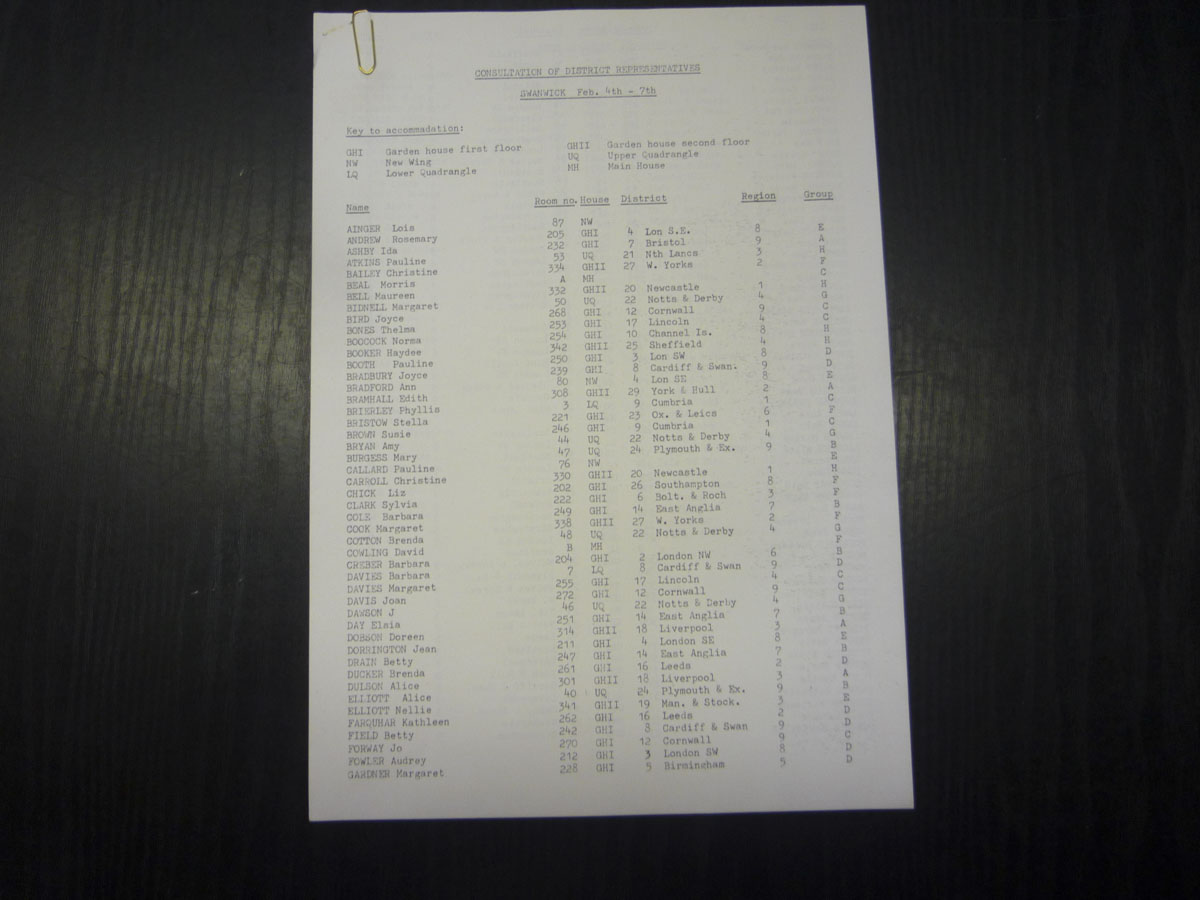 CONSULTATION OF DISTRICT REPRESENTATIVES
SWANWICK Feb. 4th - 7th
Key to accommadation:
GHI Garden house first floor GHII Garden house second floor
NW New Wing UQ Upper Quadrangle
LQ Lower Quadrangle MH Main House
Name Room no. House District Region Group
AINGER Lois 87 NW
ANDREW Rosemary 205 GHI 4 Lon S.E. 8 E
ASHBY Ida 232 GHI 7 Bristol 9 A
ATKINS Pauline 53 UQ 21 Nth Lancs 3 H
BAILEY Christine 334 GHII 27 W. Yorks 2 F
BEAL Morris A MH C
BELL Maureen 332 GHII 20 Newcastle 1 H
BIDNELL Margaret 50 UQ 22 Notts & Derby 4 G
BIRD Joyce 268 GHI 12 Cornwall 9 C
BONES Thelma 253 GHI 17 Lincoln 4 C
BOOCOCK Norma 254 GHI 10 Channel Is. 8 H
BOOKER Haydee 342 GHII 25 Sheffield 4 H
BOOTH Pauline 250 GHI 3 Lon SW 8 D
BRADBURY Joyce 239 GHI 8 Cardiff & Swan. 9 D
BRADFORD Ann 80 NW 4 Lon SE 8 E
BRAMHALL Edith 308 GHII 29 York & Hull 2 A
BRIERLEY Phyllis 3 LQ 9 Cumbria 1 C
BRISTOW Stella 221 GHI 23 Ox. & Leics 6 F
BROWN Susie 246 GHI 9 Cumbria 1 C
BRYAN Amy 44 UQ 22 Notts & Derby 4 G
BURGESS Mary 47 UQ 24 Plymouth & Ex. 9 B
CALLARD Pauline 76 NW E
CARROLL Christine 330 GHII 20 Newcastle 1 H
CHICK Liz 202 GHI 26 Southampton 8 F
CLARK Sylvia 222 GHI 6 Bolt. & Roch 3 F
COLE Barbara 249 GHI 14 East Anglia 7 B
COOK Margaret 338 GHII 27 W. Yorks 2 F
COTTON Brenda 48 UQ 22 Notts & Derby 4 G
COWLING David B MH F
CREBER Barbara 204 GHI 2 London NW 6 B
DAVIES Barbara 7 LQ 8 Cardiff & Swan 9 D
DAVIES Margaret 255 GHI 17 Lincoln 4 C
DAVIS Joan 272 GHI 12 Cornwall 9 C
DAWSON J 46 UQ 22 Notts & Derby 4 G
DAY Elsia 251 GHI 14 East Anglia 7 B
DOBSON Doreen 314 GHII 18 Liverpool 3 A
DORRINGTON Jean 211 GHI 4 London SE 8 E
DRAIN Betty 247 GHI 14 East Anglia 7 B
DUCKER Brenda 261 GHI 16 Leeds 2 D
DULSON Alice 301 GHII 18 Liverpool 3 A
ELLIOTT Alice 40 UQ 24 Plymouth & Ex. 9 B
ELLIOTT Nellie 341 GHII 19 Man. & Stock. 3 E
FARQUHAR Kathleen 262 GHI 16 Leeds 2 D
FIELD Betty 242 GHI 8 Cardiff & Swan 9 D
FORWAY Jo 270 GHI 12 Cornwall 9 C
FOWLER Audrey 212 GHI 3 London SW 8 D
GARDNER Margaret 228 GHI 5 Birmingham 5 D